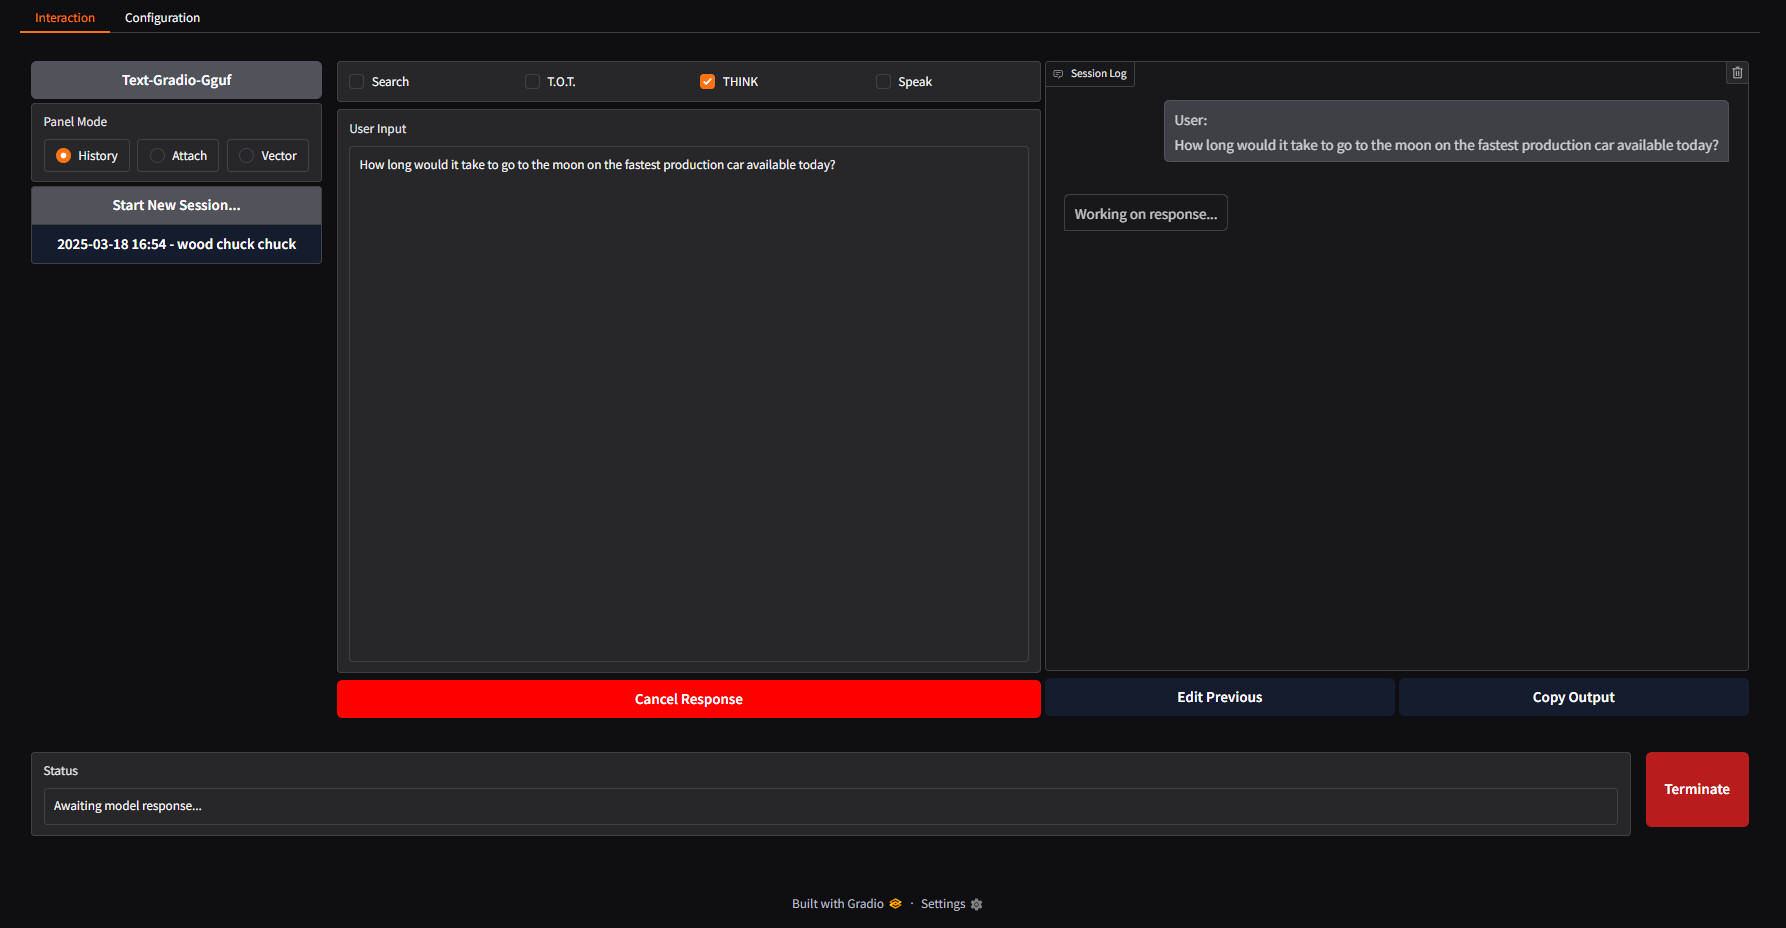 Interaction
Configuration
Text-Gradio-Gguf
Panel Mode
History
Attach
Vector
Start New Session...
2025-03-18 16:54 - wood chuck chuck
Search
T.O.T.
THINK
Speak
User Input
How long would it take to go to the moon on the fastest production car available today?
Cancel Response
Session Log
User:
How long would it take to go to the moon on the fastest production car available today?
Working on response...
Edit Previous
Copy Output
Status
Awaiting model response...
Terminate
Built with Gradio · Settings